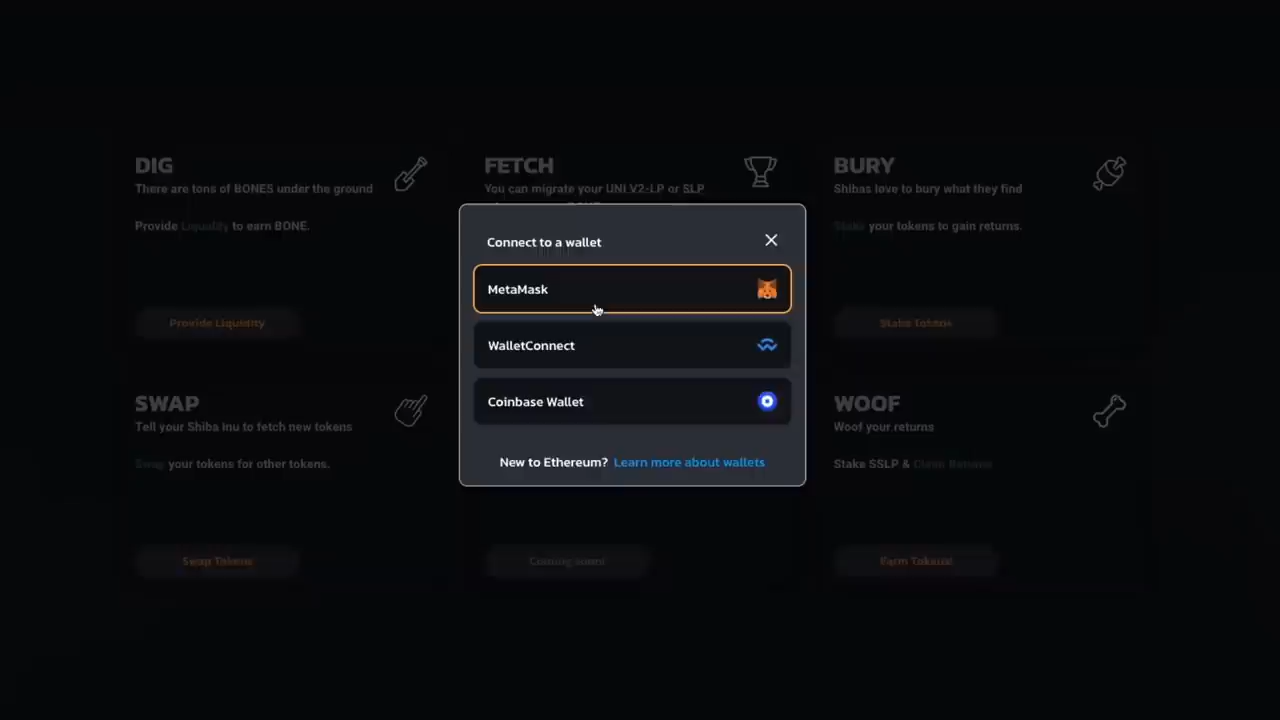 DIG
There are tons of BONES under the ground
Provide Liquidity to earn BONE.
Provide Liquidity
FETCH
You can migrate your UNI V2-LP or SLP
BURY
Shibas love to bury what they find
Stake your tokens to gain returns.
Stake Tokens
Connect to a wallet
MetaMask
WalletConnect
Coinbase Wallet
New to Ethereum? Learn more about wallets
SWAP
Tell your Shiba Inu to fetch new tokens
Swap your tokens for other tokens.
Swap Tokens
Coming Soon!
WOOF
Woof your returns
Stake SSLP & Claim Returns
Farm Tokens!